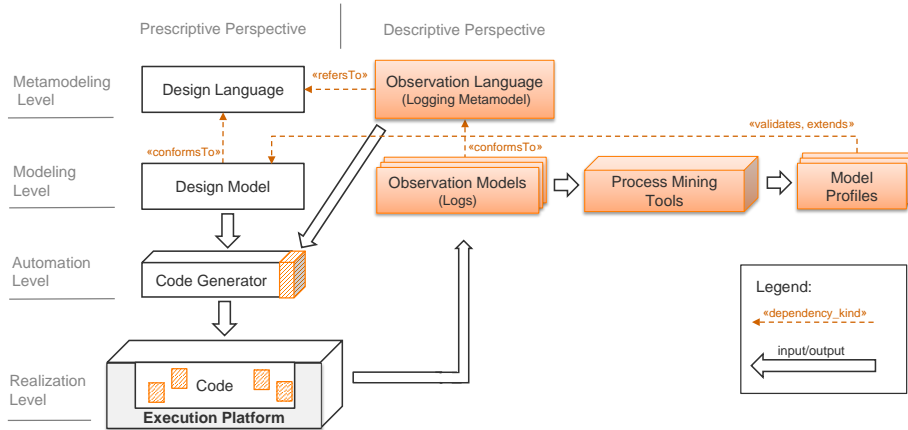 Prescriptive Perspective
Descriptive Perspective
Metamodeling
Level
Design Language
«refersTo»
Observation Language
(Logging Metamodel)
«conformsTo»
«conformsTo»
«validates, extends»
Modeling
Level
Design Model
Observation Models
(Logs)
Process Mining
Tools
Model
Profiles
Automation
Level
Code Generator
Legend:
«dependency_kind»
input/output
Realization
Level
Code
Execution Platform